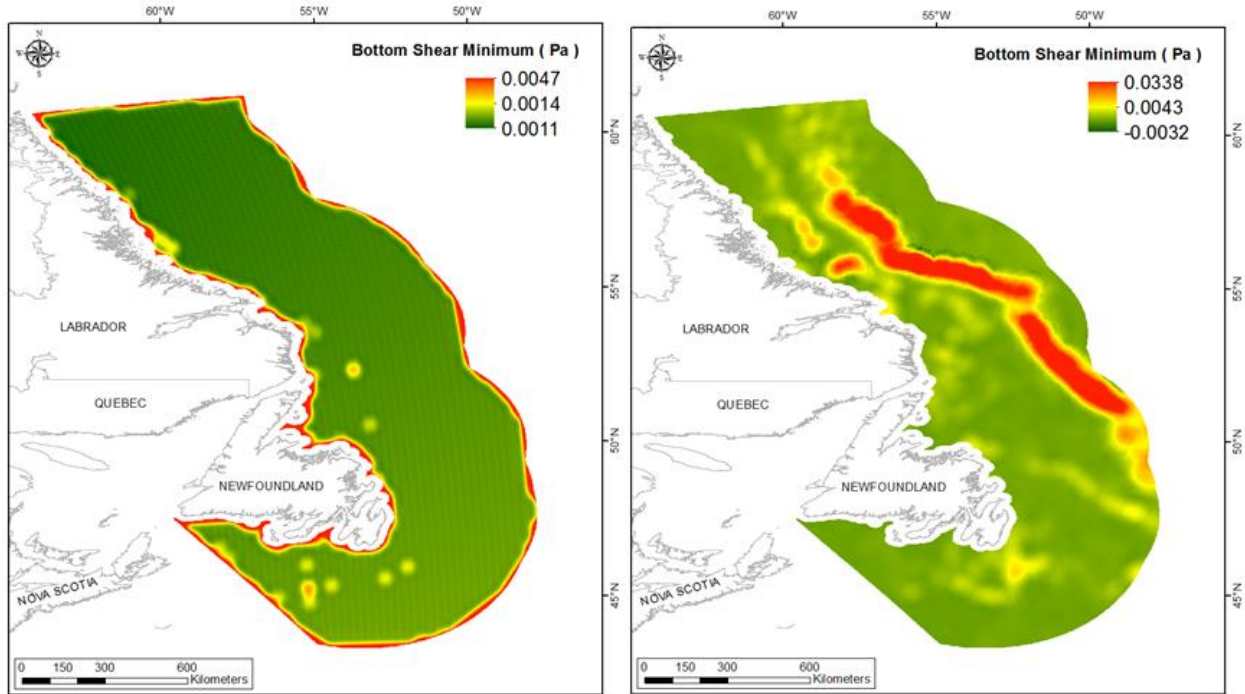 60°W 55°W 50°W
N
W E
S
Bottom Shear Minimum ( Pa )
0.0047
0.0014
0.0011
60°N
55°N
50°N
45°N
LABRADOR
QUEBEC
NEWFOUNDLAND
NOVA SCOTIA
0 150 300 600
Kilometers
60°W 55°W 50°W
N
W E
S
Bottom Shear Minimum ( Pa )
0.0338
0.0043
-0.0032
60°N
55°N
50°N
45°N
LABRADOR
QUEBEC
NEWFOUNDLAND
NOVA SCOTIA
0 150 300 600
Kilometers